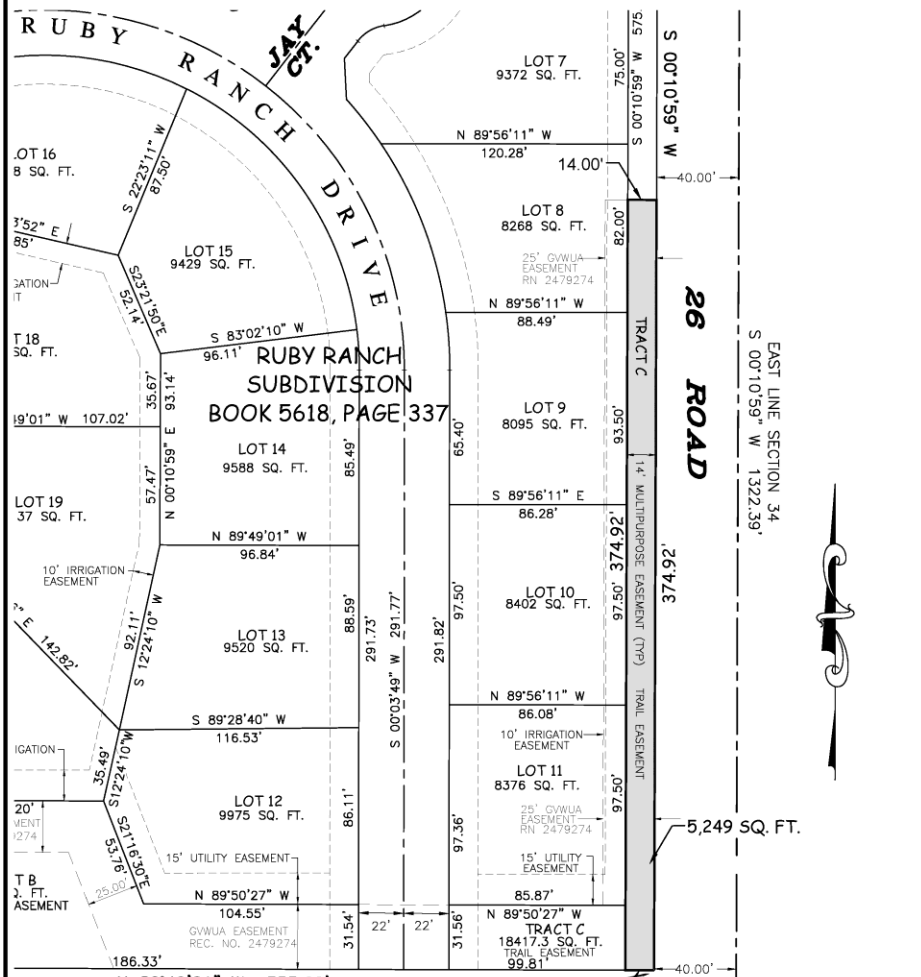 RUBY RANCH DRIVE
JAY
CT.
LOT 7
9372 SQ. FT.
75.00'
S 00°10'59" W 575
S 00°10'59" W
N 89°56'11" W
120.28'
14.00'
40.00'
LOT 16
8 SQ. FT.
S 22°23'11" W
87.50'
3'52" E
85'
LOT 15
9429 SQ. FT.
S23°21'50"E
52.14'
LOT 8
8268 SQ. FT.
82.00'
25' GVWUA
EASEMENT
RN 2479274
N 89°56'11" W
88.49'
T 18
SQ. FT.
S 83°02'10" W
96.11'
RUBY RANCH
SUBDIVISION
BOOK 5618, PAGE 337
TRACT C
26 ROAD
EAST LINE SECTION 34
S 00°10'59" W 1322.39'
35.67'
N 00°10'59" E 93.14'
49'01" W 107.02'
57.47'
LOT 14
9588 SQ. FT.
85.49'
65.40'
LOT 9
8095 SQ. FT.
93.50'
S 89°56'11" E
86.28'
LOT 19
37 SQ. FT.
N 89°49'01" W
96.84'
10' IRRIGATION
EASEMENT
374.92'
374.92'
14' MULTIPURPOSE EASEMENT (TYP)
TRAIL EASEMENT
LOT 10
8402 SQ. FT.
97.50'
97.50'
92.11'
S 12°24'10" W
LOT 13
9520 SQ. FT.
88.59'
291.73'
S 00°03'49" W 291.77'
291.82'
E 142.82'
S 89°28'40" W
116.53'
N 89°56'11" W
86.08'
10' IRRIGATION
EASEMENT
IGATION
35.49'
S12°24'10"W
LOT 11
8376 SQ. FT.
97.50'
97.36'
25' GVWUA
EASEMENT
RN 2479274
5,249 SQ. FT.
LOT 12
9975 SQ. FT.
86.11'
20'
MENT
S21°16'30"E
53.76'
25.00'
15' UTILITY EASEMENT
15' UTILITY
EASEMENT
T B
FT.
ASEMENT
N 89°50'27" W
104.55'
85.87'
N 89°50'27" W
GVWUA EASEMENT
REC. NO. 2479274
31.54'
22'
22'
31.56'
TRACT C
18417.3 SQ. FT.
TRAIL EASEMENT
99.81'
186.33'
40.00'